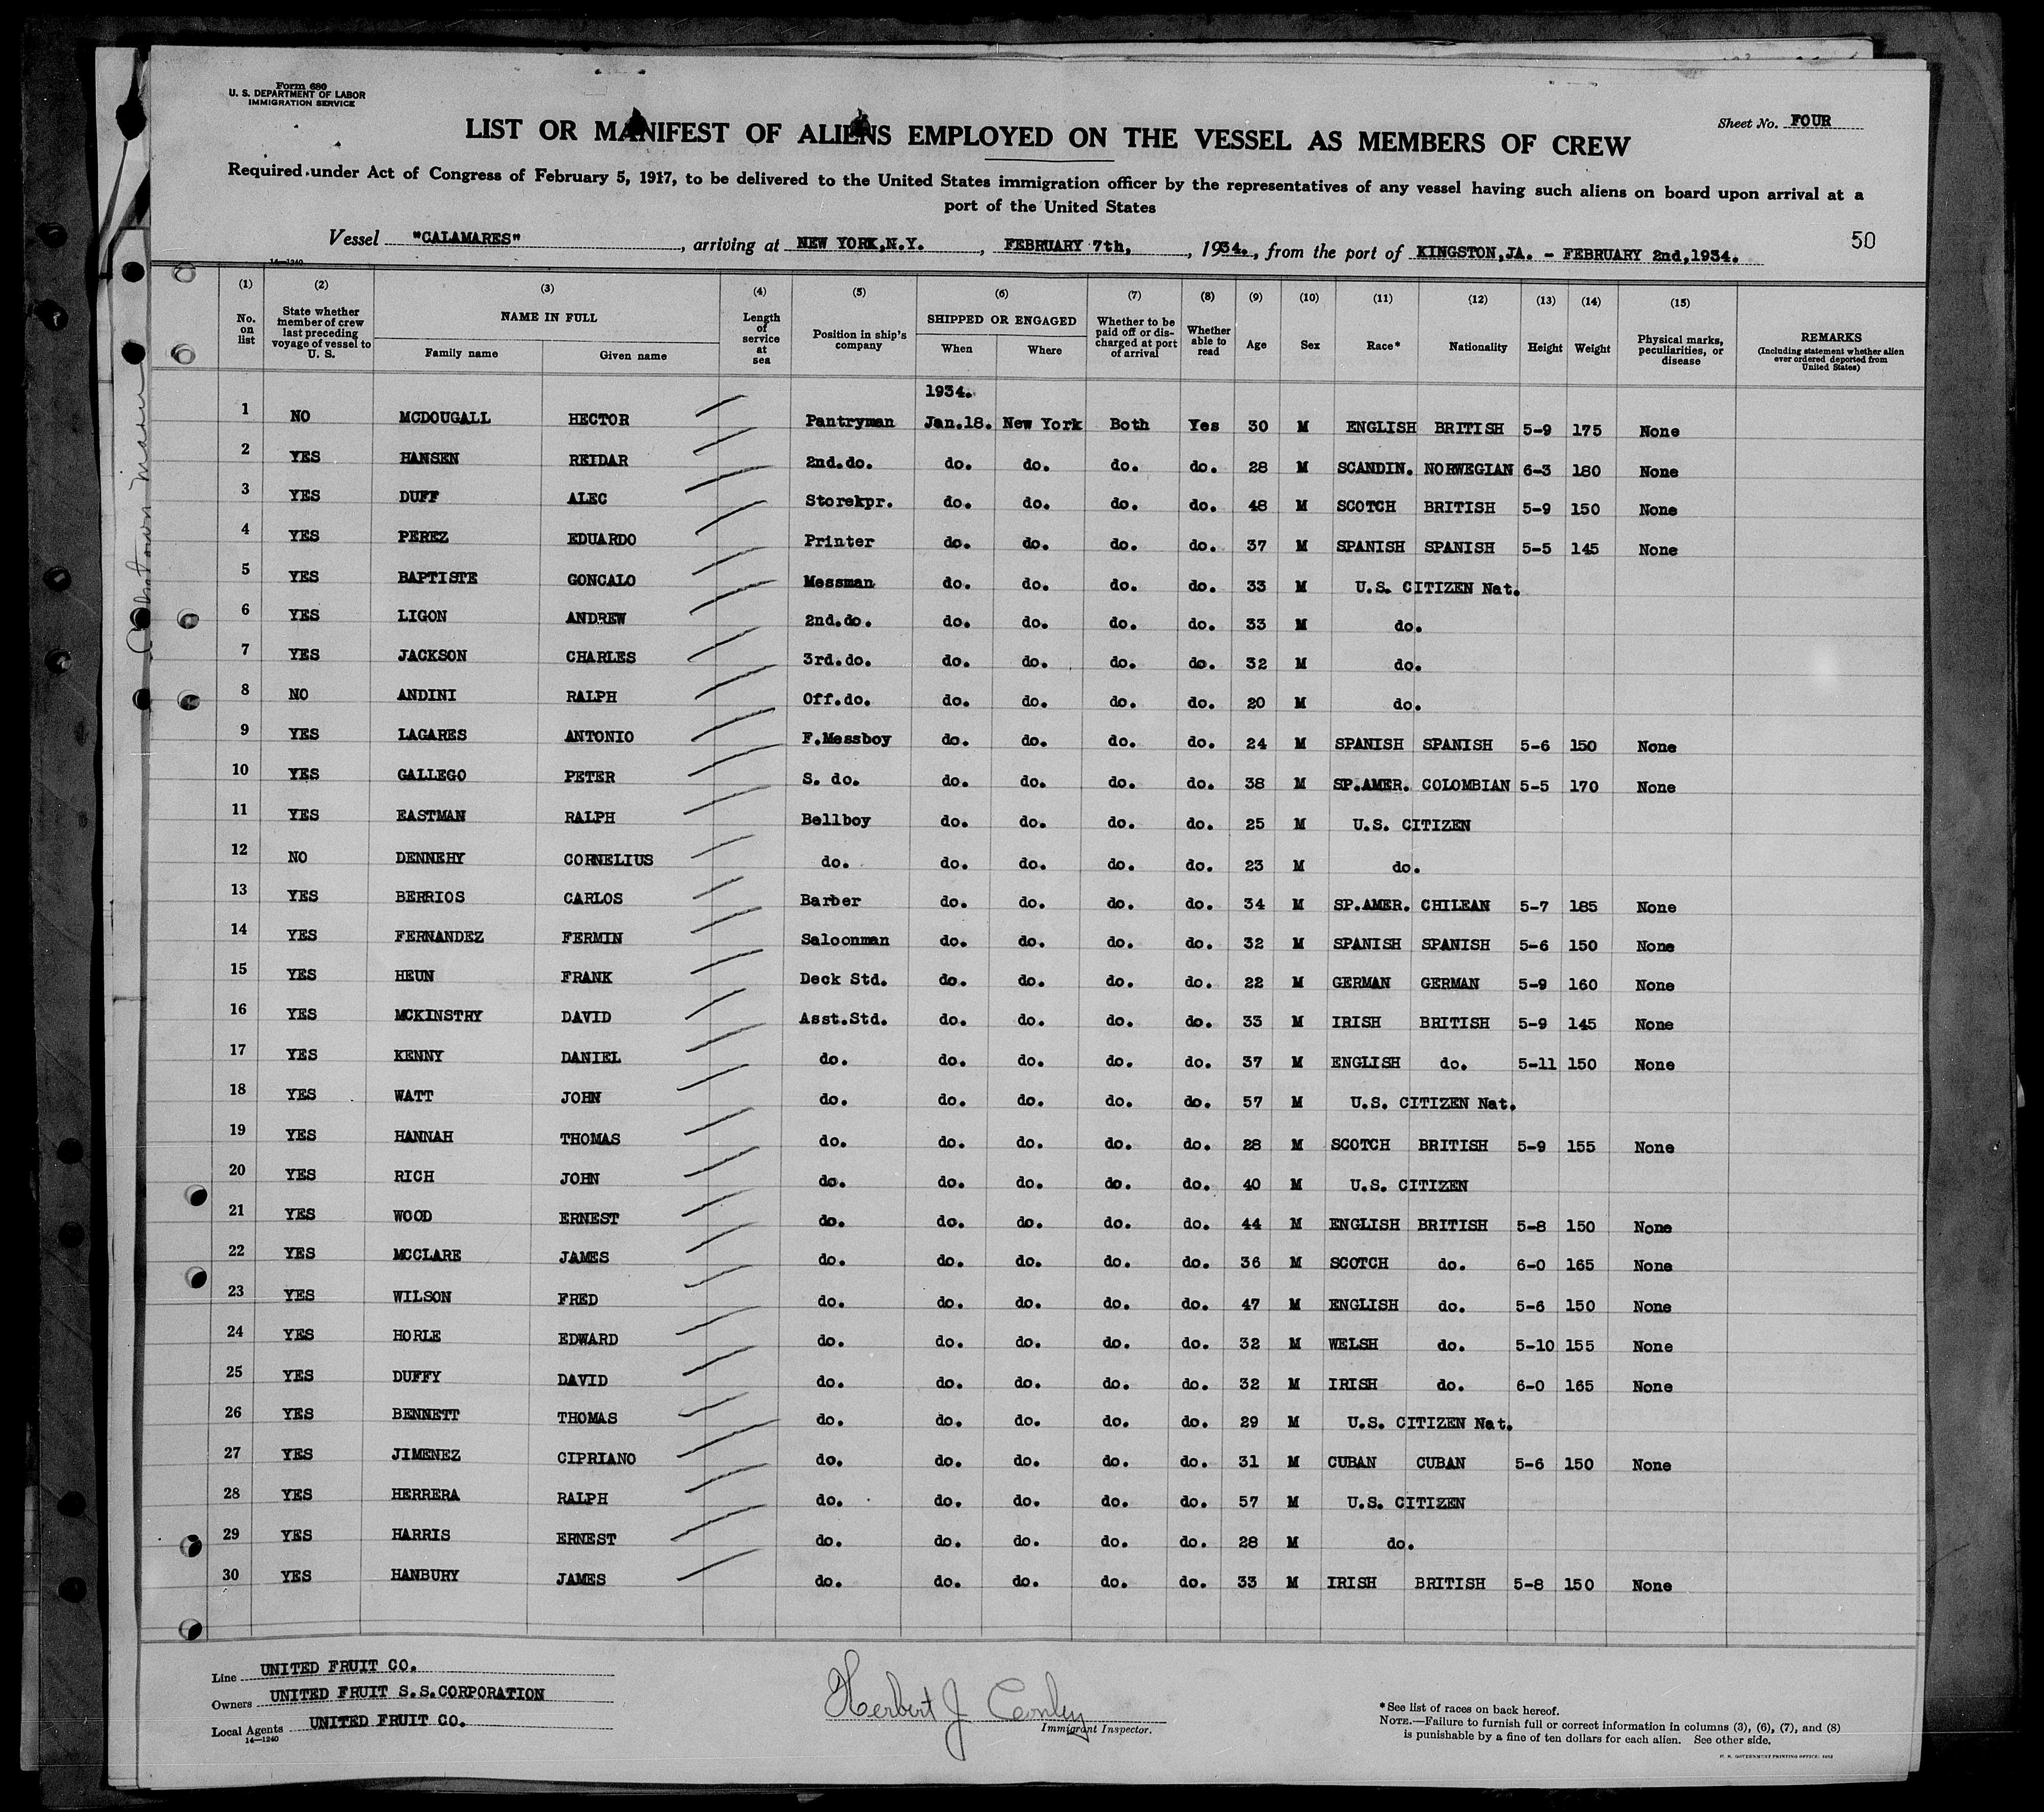 Form 680
U. S. DEPARTMENT OF LABOR
IMMIGRATION SERVICE
Sheet No. FOUR
LIST OR MANIFEST OF ALIENS EMPLOYED ON THE VESSEL AS MEMBERS OF CREW
Required under Act of Congress of February 5, 1917, to be delivered to the United States immigration officer by the representatives of any vessel having such aliens on board upon arrival at a
port of the United States
50
Vessel "CALAMARES", arriving at NEW YORK,N.Y., FEBRUARY 7th, 1934., from the port of KINGSTON,JA. - FEBRUARY 2nd,1934.
14—1240
(1) No. on list
(2) State whether member of crew last preceding voyage of vessel to U. S.
(3) NAME IN FULL Family name Given name
(4) Length of service at sea
(5) Position in ship's company
(6) SHIPPED OR ENGAGED When Where
(7) Whether to be paid off or discharged at port of arrival
(8) Whether able to read
(9) Age
(10) Sex
(11) Race*
(12) Nationality
(13) Height
(14) Weight
(15) Physical marks, peculiarities, or disease
REMARKS (Including statement whether alien ever ordered deported from United States)
1934.
1 NO MCDOUGALL HECTOR Pantryman Jan.18. New York Both Yes 30 M ENGLISH BRITISH 5-9 175 None
2 YES HANSEN REIDAR 2nd.do. do. do. do. do. 28 M SCANDIN. NORWEGIAN 6-3 180 None
3 YES DUFF ALEC Storekpr. do. do. do. do. 48 M SCOTCH BRITISH 5-9 150 None
4 YES PEREZ EDUARDO Printer do. do. do. do. 37 M SPANISH SPANISH 5-5 145 None
5 YES BAPTISTE GONCALO Messman do. do. do. do. 33 M U.S. CITIZEN Nat.
6 YES LIGON ANDREW 2nd.do. do. do. do. do. 33 M do.
7 YES JACKSON CHARLES 3rd.do. do. do. do. do. 32 M do.
8 NO ANDINI RALPH Off.do. do. do. do. do. 20 M do.
9 YES LAGARES ANTONIO F.Messboy do. do. do. do. 24 M SPANISH SPANISH 5-6 150 None
10 YES GALLEGO PETER S. do. do. do. do. do. 38 M SP.AMER. COLOMBIAN 5-5 170 None
11 YES EASTMAN RALPH Bellboy do. do. do. do. 25 M U.S. CITIZEN
12 NO DENNEHY CORNELIUS do. do. do. do. do. 23 M do.
13 YES BERRIOS CARLOS Barber do. do. do. do. 34 M SP.AMER. CHILEAN 5-7 185 None
14 YES FERNANDEZ FERMIN Saloonman do. do. do. do. 32 M SPANISH SPANISH 5-6 150 None
15 YES HEUN FRANK Deck Std. do. do. do. do. 22 M GERMAN GERMAN 5-9 160 None
16 YES MCKINSTRY DAVID Asst.Std. do. do. do. do. 33 M IRISH BRITISH 5-9 145 None
17 YES KENNY DANIEL do. do. do. do. do. 37 M ENGLISH do. 5-11 150 None
18 YES WATT JOHN do. do. do. do. do. 57 M U.S. CITIZEN Nat.
19 YES HANNAH THOMAS do. do. do. do. do. 28 M SCOTCH BRITISH 5-9 155 None
20 YES RICH JOHN do. do. do. do. do. 40 M U.S. CITIZEN
21 YES WOOD ERNEST do. do. do. do. do. 44 M ENGLISH BRITISH 5-8 150 None
22 YES MCCLARE JAMES do. do. do. do. do. 36 M SCOTCH do. 6-0 165 None
23 YES WILSON FRED do. do. do. do. do. 47 M ENGLISH do. 5-6 150 None
24 YES HORLE EDWARD do. do. do. do. do. 32 M WELSH do. 5-10 155 None
25 YES DUFFY DAVID do. do. do. do. do. 32 M IRISH do. 6-0 165 None
26 YES BENNETT THOMAS do. do. do. do. do. 29 M U.S. CITIZEN Nat.
27 YES JIMENEZ CIPRIANO do. do. do. do. do. 31 M CUBAN CUBAN 5-6 150 None
28 YES HERRERA RALPH do. do. do. do. do. 57 M U.S. CITIZEN
29 YES HARRIS ERNEST do. do. do. do. do. 28 M do.
30 YES HANBURY JAMES do. do. do. do. do. 33 M IRISH BRITISH 5-8 150 None
Line UNITED FRUIT CO.
Owners UNITED FRUIT S.S.CORPORATION
Local Agents UNITED FRUIT CO.
14—1240
Herbert J
Immigrant Inspector.
*See list of races on back hereof.
NOTE.—Failure to furnish full or correct information in columns (3), (6), (7), and (8)
is punishable by a fine of ten dollars for each alien. See other side.
U. S. GOVERNMENT PRINTING OFFICE